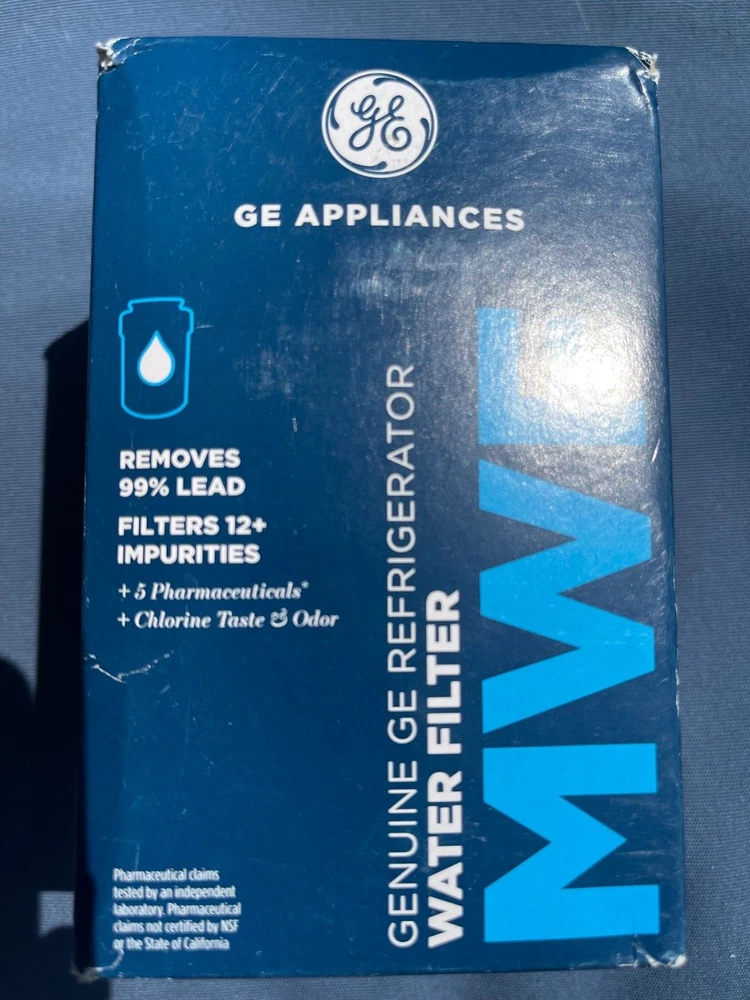 GE
GE APPLIANCES
REMOVES
99% LEAD
FILTERS 12+
IMPURITIES
+ 5 Pharmaceuticals*
+ Chlorine Taste & Odor
GENUINE GE REFRIGERATOR
WATER FILTER
MWF
Pharmaceutical claims
tested by an independent
laboratory. Pharmaceutical
claims not certified by NSF
or the State of California